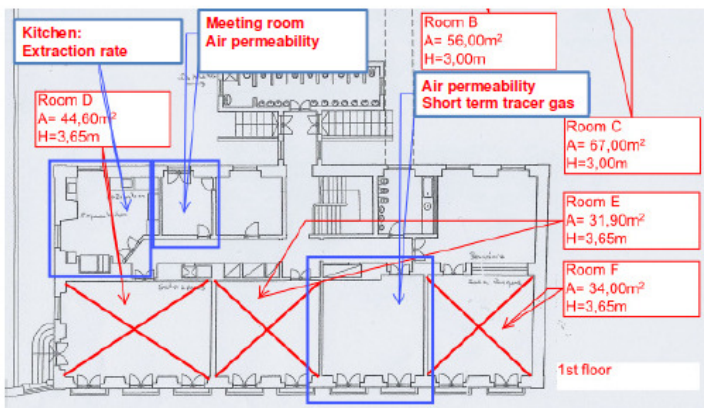 Kitchen:
Extraction rate
Meeting room
Air permeability
Room B
A= 56,00m²
H=3,00m
Air permeability
Short term tracer gas
Room D
A= 44,60m²
H=3,65m
Room C
A= 67,00m²
H=3,00m
Room E
A= 31,90m²
H=3,65m
Room F
A= 34,00m²
H=3,65m
1st floor